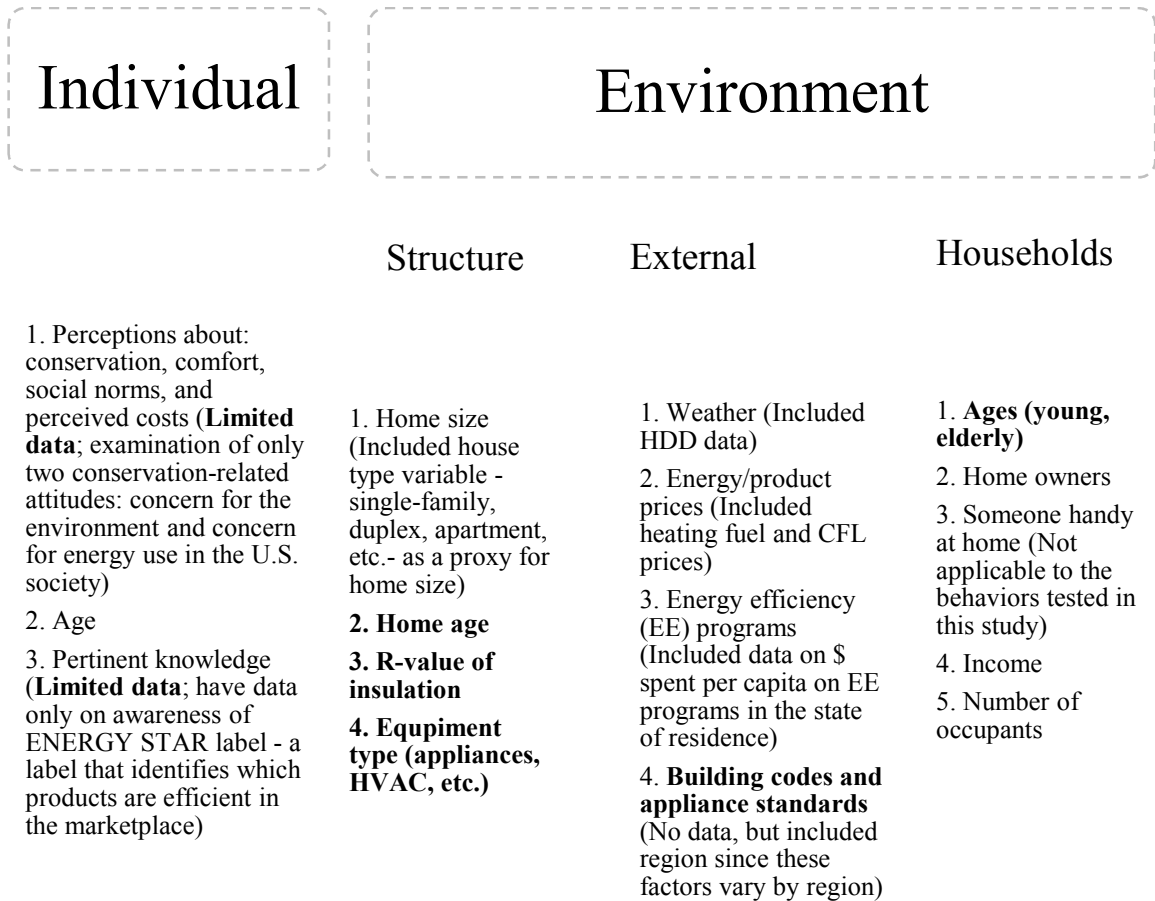 Individual
Environment
Structure
External
Households
1. Perceptions about:
conservation, comfort,
social norms, and
perceived costs (Limited
data; examination of only
two conservation-related
attitudes: concern for the
environment and concern
for energy use in the U.S.
society)
2. Age
3. Pertinent knowledge
(Limited data; have data
only on awareness of
ENERGY STAR label - a
label that identifies which
products are efficient in
the marketplace)
1. Home size
(Included house
type variable -
single-family,
duplex, apartment,
etc.- as a proxy for
home size)
2. Home age
3. R-value of
insulation
4. Equpiment
type (appliances,
HVAC, etc.)
1. Weather (Included
HDD data)
2. Energy/product
prices (Included
heating fuel and CFL
prices)
3. Energy efficiency
(EE) programs
(Included data on $
spent per capita on EE
programs in the state
of residence)
4. Building codes and
appliance standards
(No data, but included
region since these
factors vary by region)
1. Ages (young,
elderly)
2. Home owners
3. Someone handy
at home (Not
applicable to the
behaviors tested in
this study)
4. Income
5. Number of
occupants